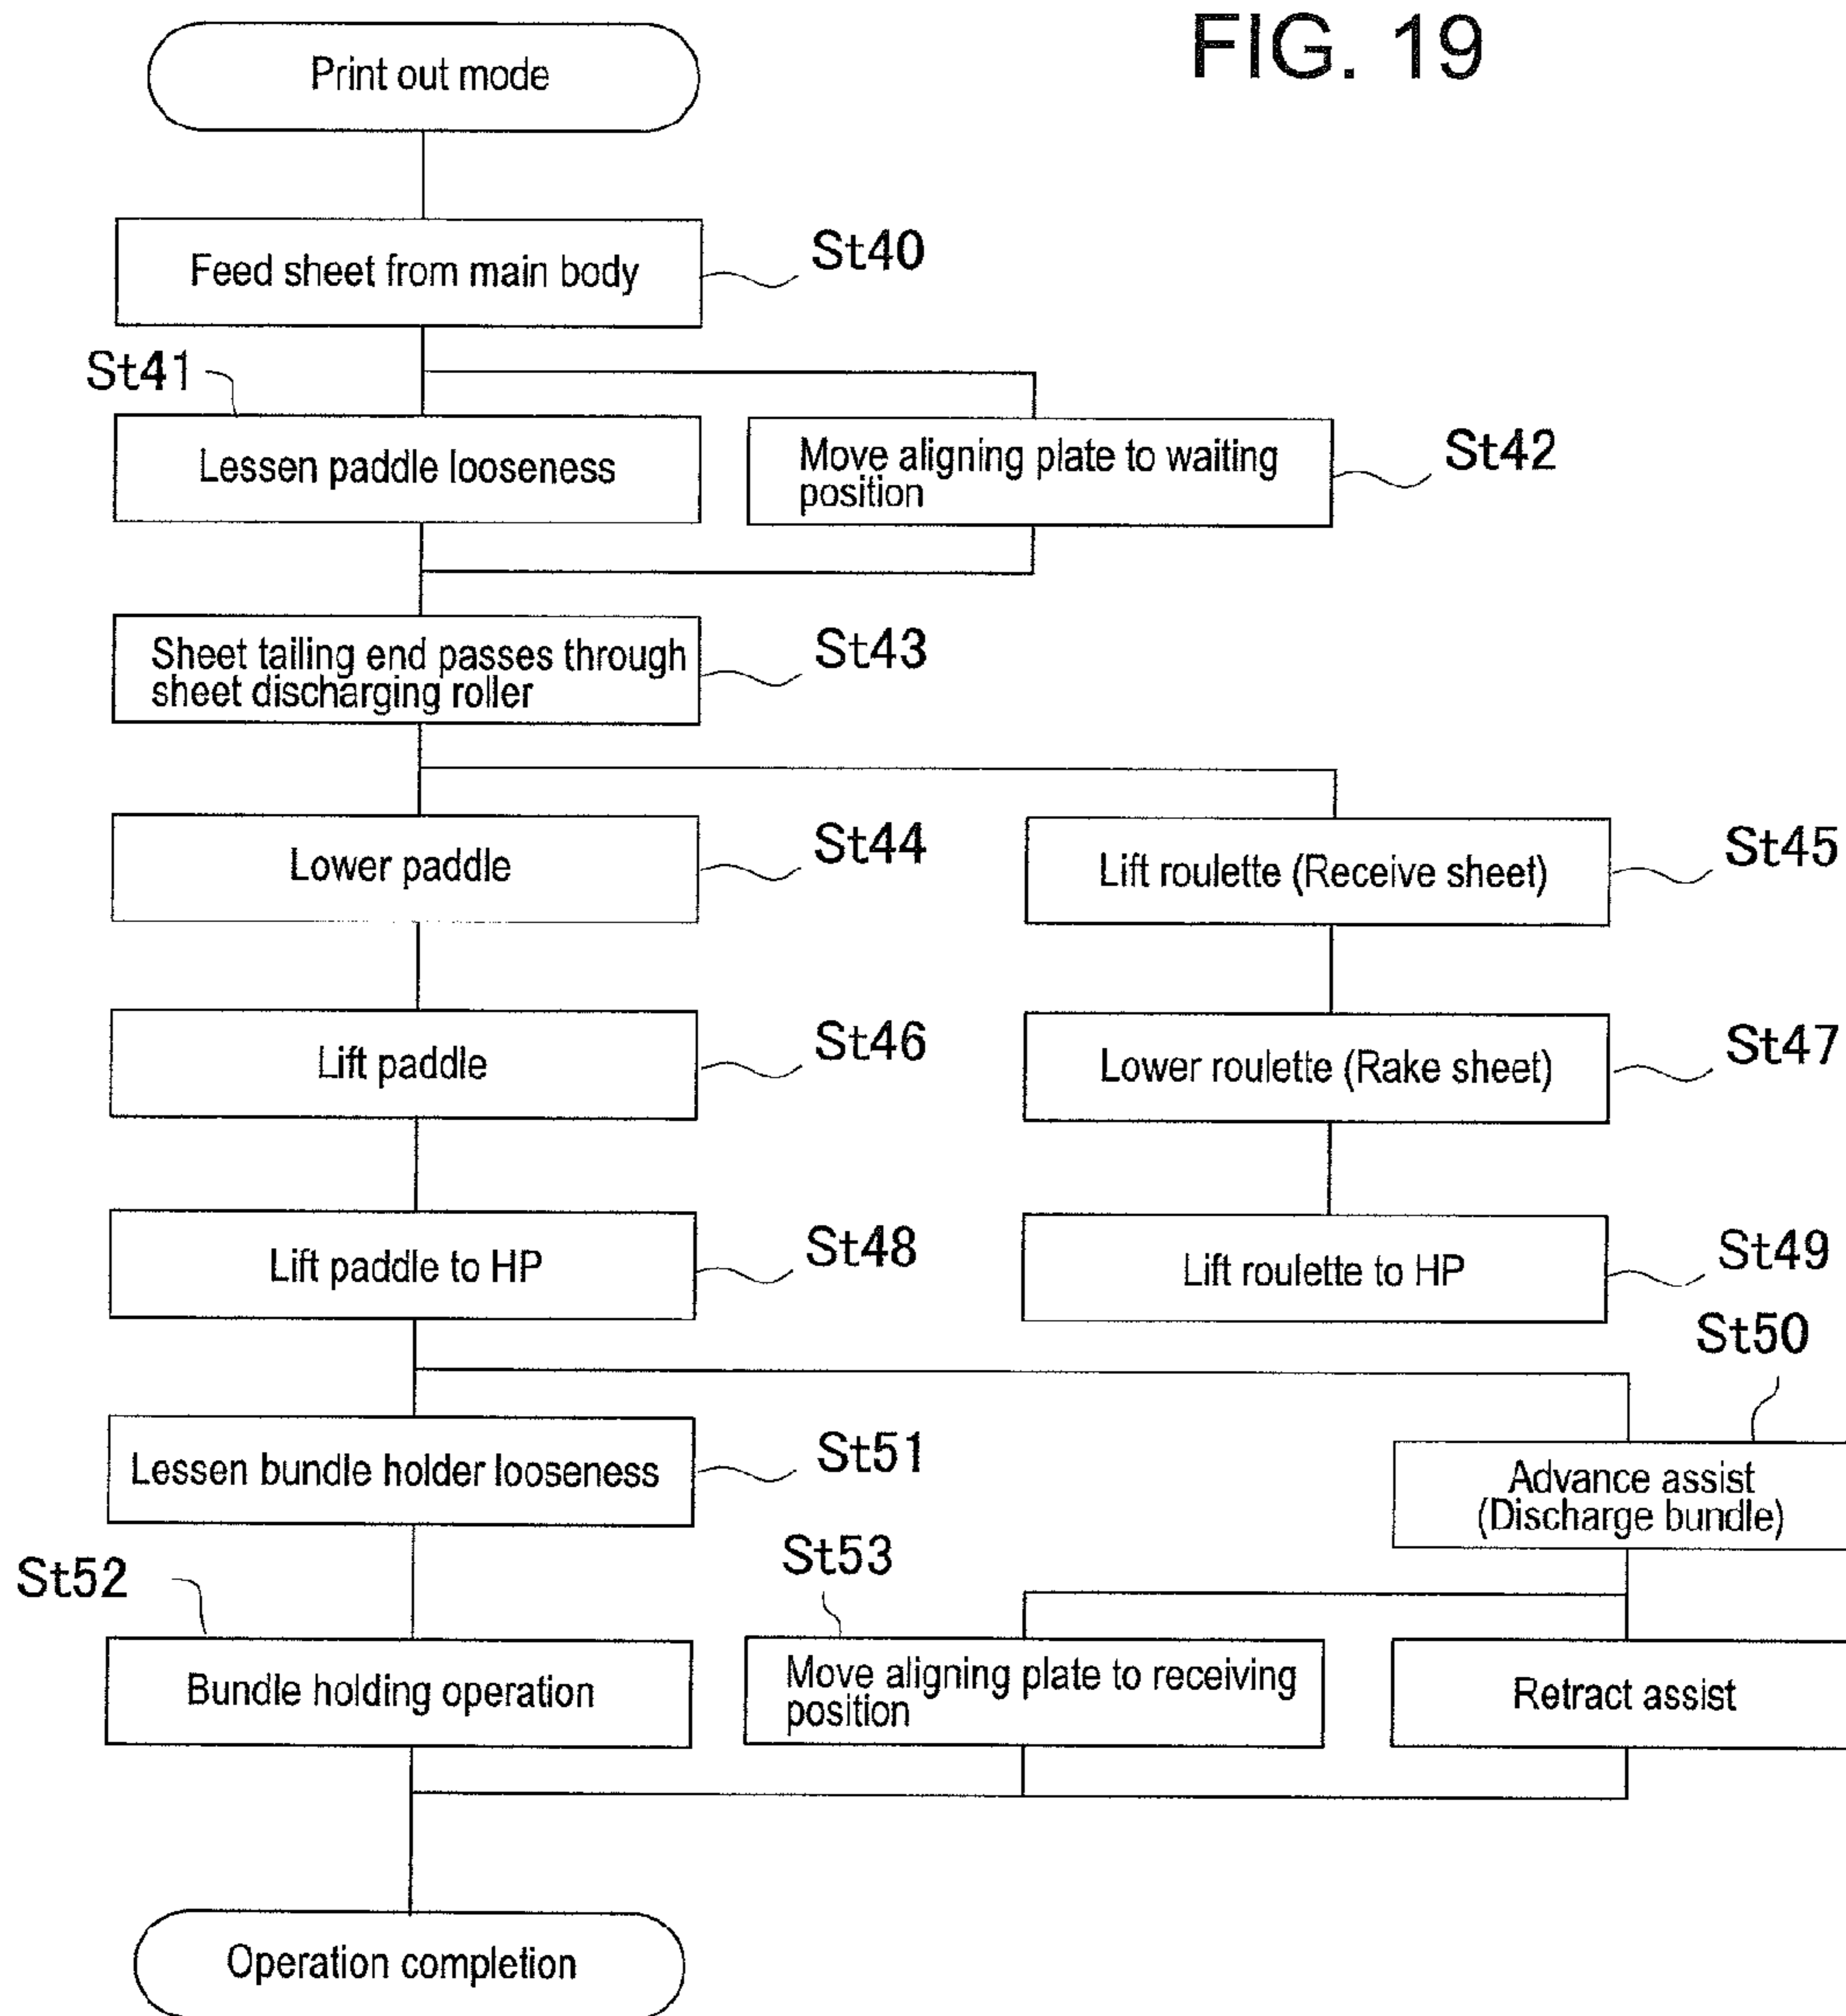 FIG. 19
Print out mode
Feed sheet from main body
St40
St41
Lessen paddle looseness
Move aligning plate to waiting
position
St42
Sheet tailing end passes through
sheet discharging roller
St43
Lower paddle
St44
Lift roulette (Receive sheet)
St45
Lift paddle
St46
Lower roulette (Rake sheet)
St47
Lift paddle to HP
St48
Lift roulette to HP
St49
St50
Lessen bundle holder looseness
St51
Advance assist
(Discharge bundle)
St52
St53
Bundle holding operation
Move aligning plate to receiving
position
Retract assist
Operation completion